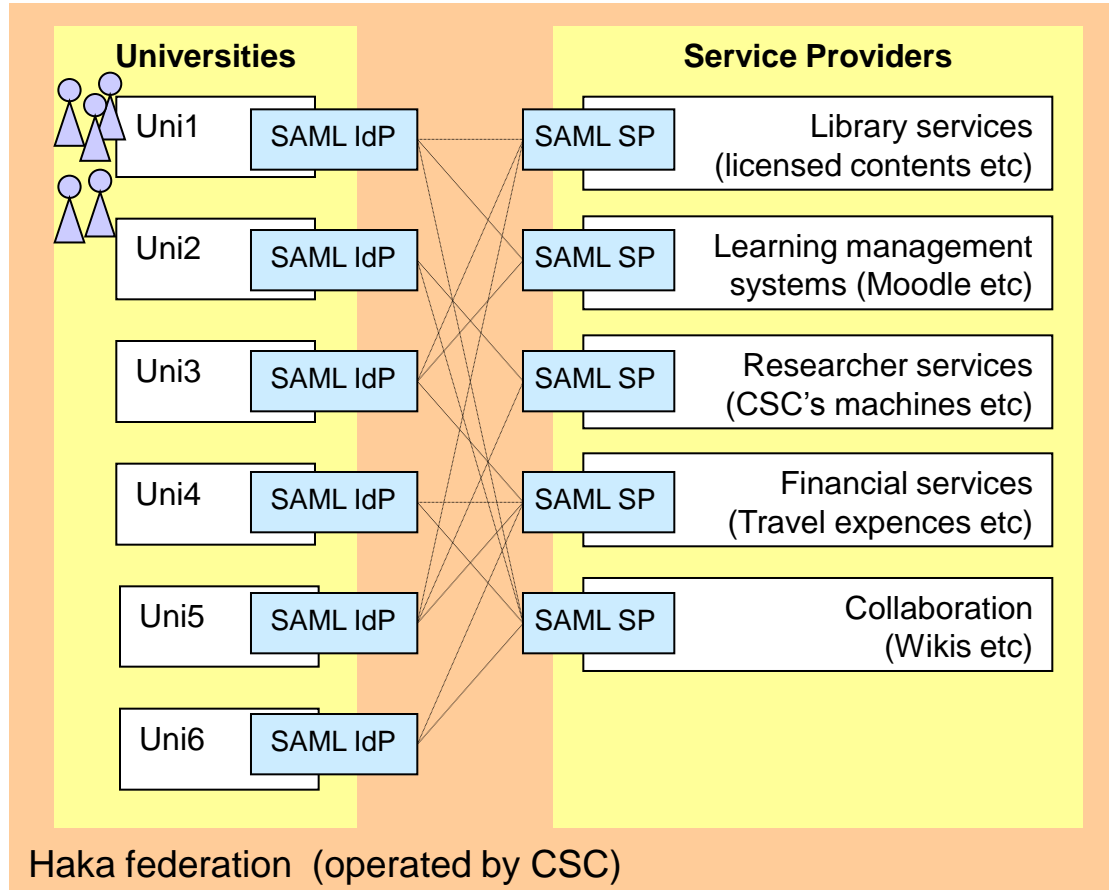 Universities
Service Providers
Uni1
SAML IdP
SAML SP
Library services
(licensed contents etc)
Uni2
SAML IdP
SAML SP
Learning management
systems (Moodle etc)
Uni3
SAML IdP
SAML SP
Researcher services
(CSC's machines etc)
Uni4
SAML IdP
SAML SP
Financial services
(Travel expences etc)
Uni5
SAML IdP
SAML SP
Collaboration
(Wikis etc)
Uni6
SAML IdP
Haka federation (operated by CSC)